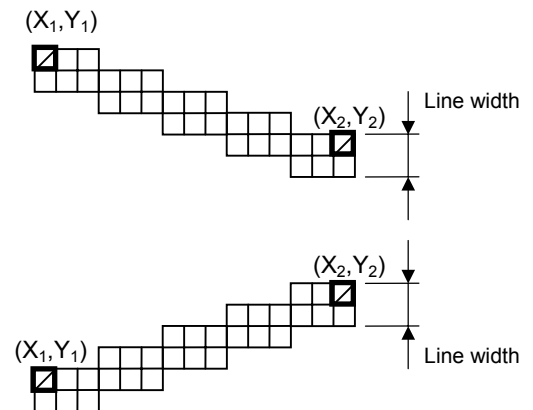 (X₁,Y₁)
Line width
(X₂,Y₂)
(X₂,Y₂)
(X₁,Y₁)
Line width